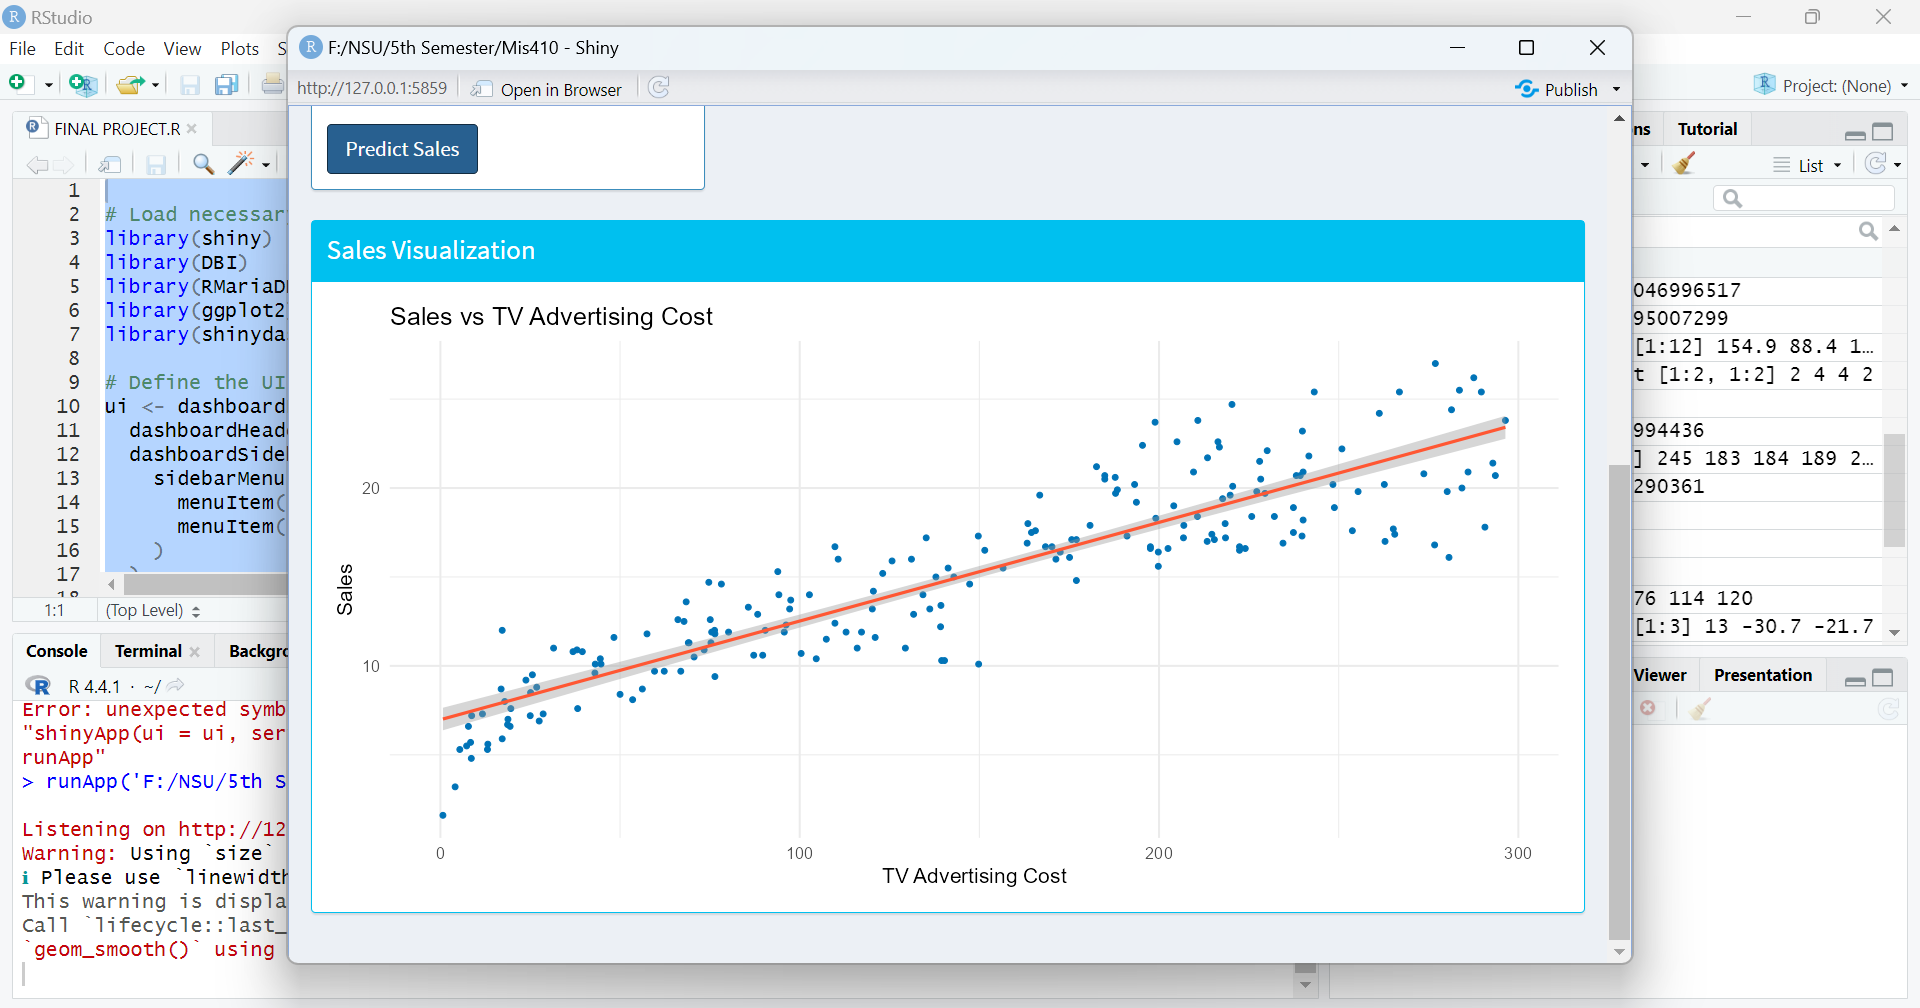 RStudio
File Edit Code View Plots S
Project: (None)
FINAL PROJECT.R
1
2 # Load necessar
3 library(shiny)
4 library(DBI)
5 library(RMariaD
6 library(ggplot2
7 library(shinyda
8
9 # Define the UI
10 ui <- dashboard
11 dashboardHead
12 dashboardSide
13 sidebarMenu
14 menuItem(
15 menuItem(
16 )
17
18
1:1 (Top Level)
Console Terminal Backgro
R 4.4.1 · ~/
Error: unexpected symb
"shinyApp(ui = ui, ser
runApp"
> runApp('F:/NSU/5th S
Listening on http://12
Warning: Using `size`
i Please use `linewidth
This warning is displa
Call `lifecycle::last_
`geom_smooth()` using
F:/NSU/5th Semester/Mis410 - Shiny
http://127.0.0.1:5859 Open in Browser Publish
Predict Sales
Sales Visualization
Sales vs TV Advertising Cost
Sales
20
10
0 100 200 300
TV Advertising Cost
ns Tutorial
List
046996517
95007299
[1:12] 154.9 88.4 1…
t [1:2, 1:2] 2 4 4 2
994436
] 245 183 184 189 2…
290361
76 114 120
[1:3] 13 -30.7 -21.7
Viewer Presentation